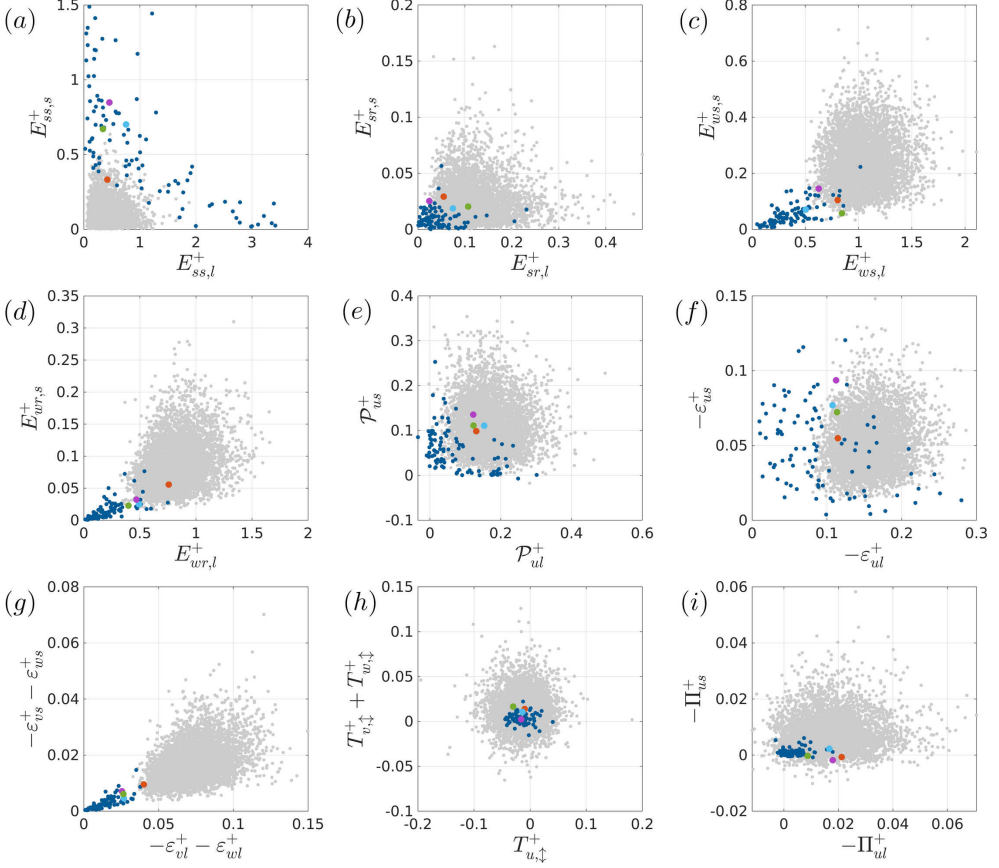 (a)
1.5
1
0.5
0
E⁺ss,s
0 1 2 3 4
E⁺ss,l
(b)
0.2
0.15
0.1
0.05
0
E⁺sr,s
0 0.1 0.2 0.3 0.4
E⁺sr,l
(c)
0.8
0.6
0.4
0.2
0
E⁺ws,s
0 0.5 1 1.5 2
E⁺ws,l
(d)
0.35
0.3
0.25
0.2
0.15
0.1
0.05
0
E⁺wr,s
0 0.5 1 1.5 2
E⁺wr,l
(e)
0.4
0.3
0.2
0.1
0
-0.1
𝒫⁺us
0 0.2 0.4 0.6
𝒫⁺ul
(f)
0.15
0.1
0.05
0
−ε⁺us
0 0.1 0.2 0.3
−ε⁺ul
(g)
0.08
0.06
0.04
0.02
0
−ε⁺vs − ε⁺ws
0 0.05 0.1 0.15
−ε⁺vl − ε⁺wl
(h)
0.15
0.1
0.05
0
-0.05
-0.1
T⁺v,↕ + T⁺w,↕
-0.2 -0.1 0 0.1 0.2
T⁺u,↕
(i)
0.06
0.04
0.02
0
-0.02
−Π⁺us
0 0.02 0.04 0.06
−Π⁺ul